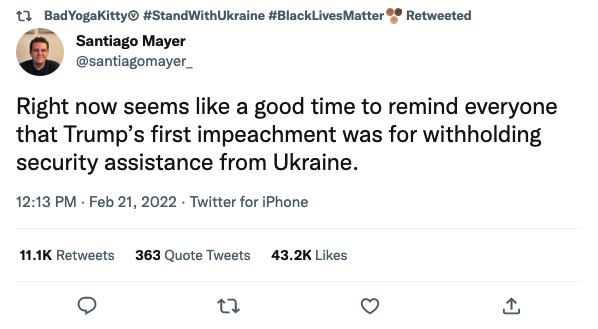 BadYogaKitty #StandWithUkraine #BlackLivesMatter Retweeted
Santiago Mayer
@santiagomayer_
Right now seems like a good time to remind everyone
that Trump’s first impeachment was for withholding
security assistance from Ukraine.
12:13 PM · Feb 21, 2022 · Twitter for iPhone
11.1K Retweets 363 Quote Tweets 43.2K Likes